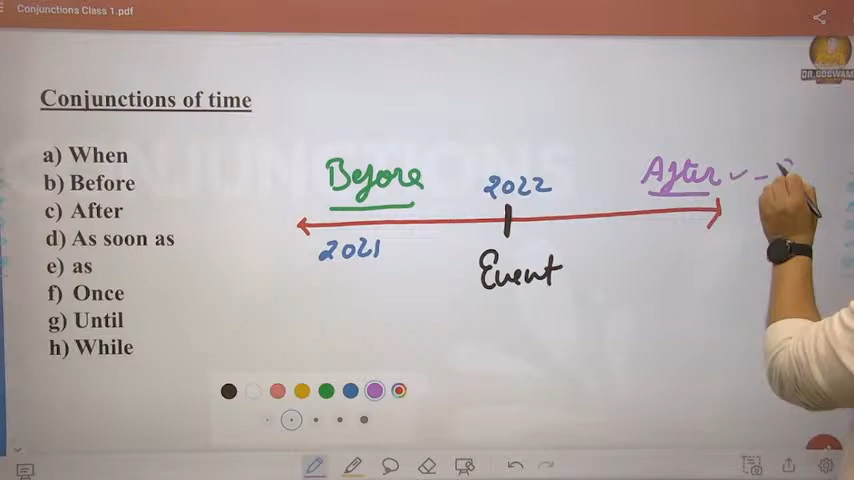 Conjunctions Class 1.pdf
DR.GOSWAMI
Conjunctions of time
a) When
b) Before
c) After
d) As soon as
e) as
f) Once
g) Until
h) While
CONJUNCTIONS
Before
2022
After
2021
Event